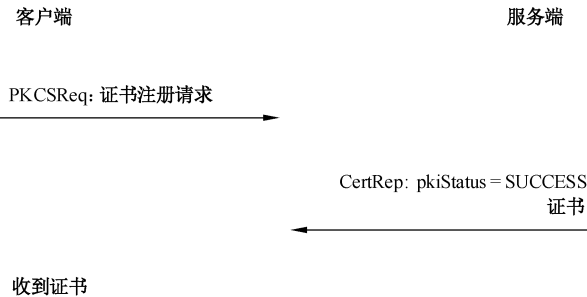 客户端
服务端
PKCSReq: 证书注册请求
CertRep: pkiStatus = SUCCESS
证书
收到证书